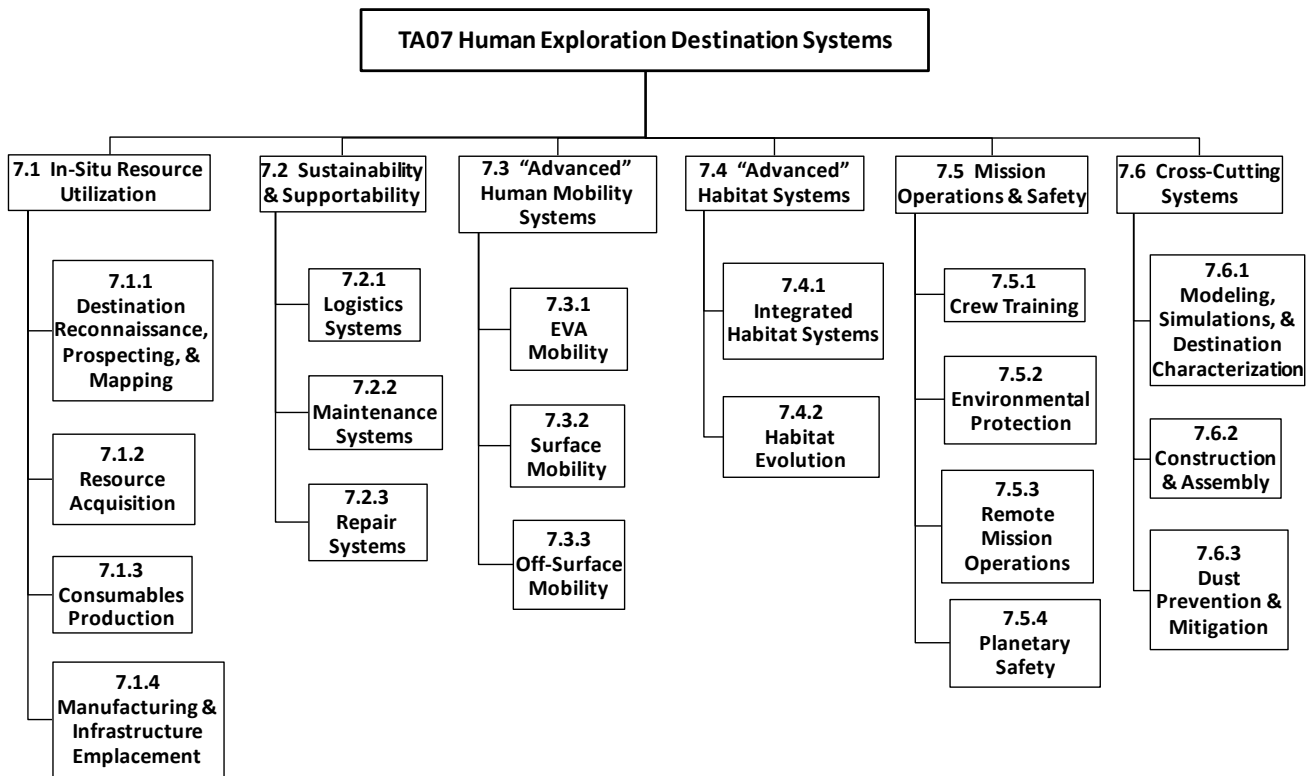 TA07 Human Exploration Destination Systems
7.1 In-Situ Resource
Utilization
7.1.1
Destination
Reconnaissance,
Prospecting, &
Mapping
7.1.2
Resource
Acquisition
7.1.3
Consumables
Production
7.1.4
Manufacturing &
Infrastructure
Emplacement
7.2 Sustainability
& Supportability
7.2.1
Logistics
Systems
7.2.2
Maintenance
Systems
7.2.3
Repair
Systems
7.3 “Advanced”
Human Mobility
Systems
7.3.1
EVA
Mobility
7.3.2
Surface
Mobility
7.3.3
Off-Surface
Mobility
7.4 “Advanced”
Habitat Systems
7.4.1
Integrated
Habitat Systems
7.4.2
Habitat
Evolution
7.5 Mission
Operations & Safety
7.5.1
Crew Training
7.5.2
Environmental
Protection
7.5.3
Remote
Mission
Operations
7.5.4
Planetary
Safety
7.6 Cross-Cutting
Systems
7.6.1
Modeling,
Simulations, &
Destination
Characterization
7.6.2
Construction
& Assembly
7.6.3
Dust
Prevention &
Mitigation